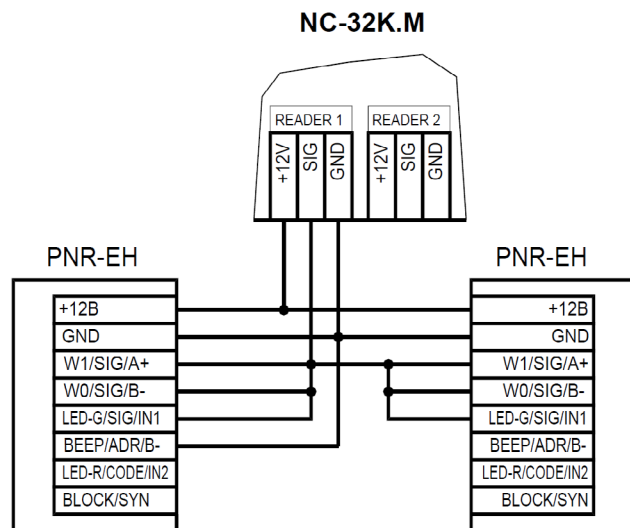 NC-32K.M
READER 1
READER 2
+12V
SIG
GND
+12V
SIG
GND
PNR-EH
+12В
GND
W1/SIG/A+
W0/SIG/B-
LED-G/SIG/IN1
BEEP/ADR/B-
LED-R/CODE/IN2
BLOCK/SYN
PNR-EH
+12В
GND
W1/SIG/A+
W0/SIG/B-
LED-G/SIG/IN1
BEEP/ADR/B-
LED-R/CODE/IN2
BLOCK/SYN